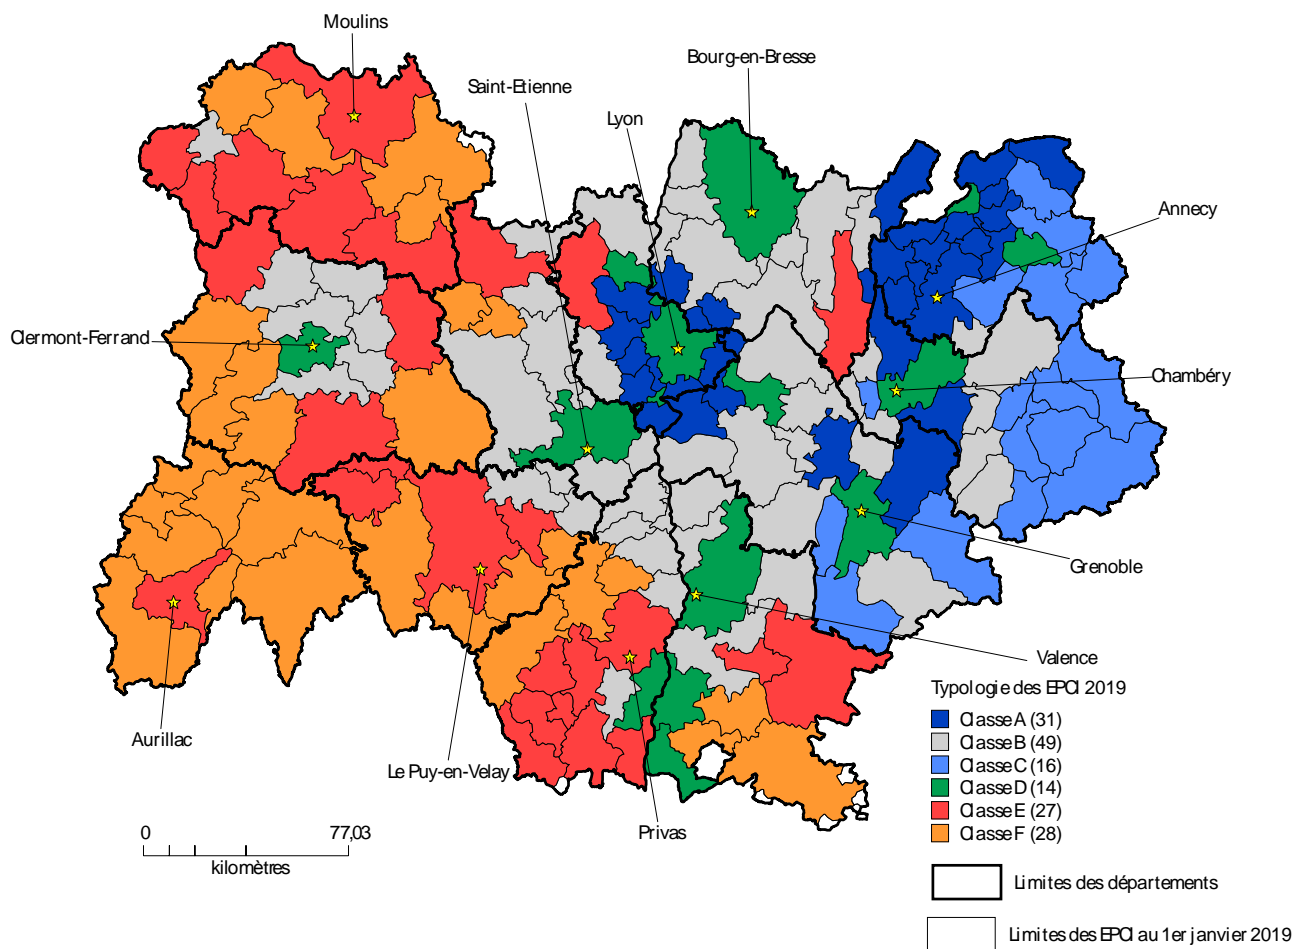 Moulins
Bourg-en-Bresse
Saint-Etienne
Lyon
Annecy
Clermont-Ferrand
Chambéry
Grenoble
Valence
Aurillac
Le Puy-en-Velay
Privas
Typologie des EPCI 2019
Classe A (31)
Classe B (49)
Classe C (16)
Classe D (14)
Classe E (27)
Classe F (28)
0 77,03
kilomètres
Limites des départements
Limites des EPCI au 1er janvier 2019